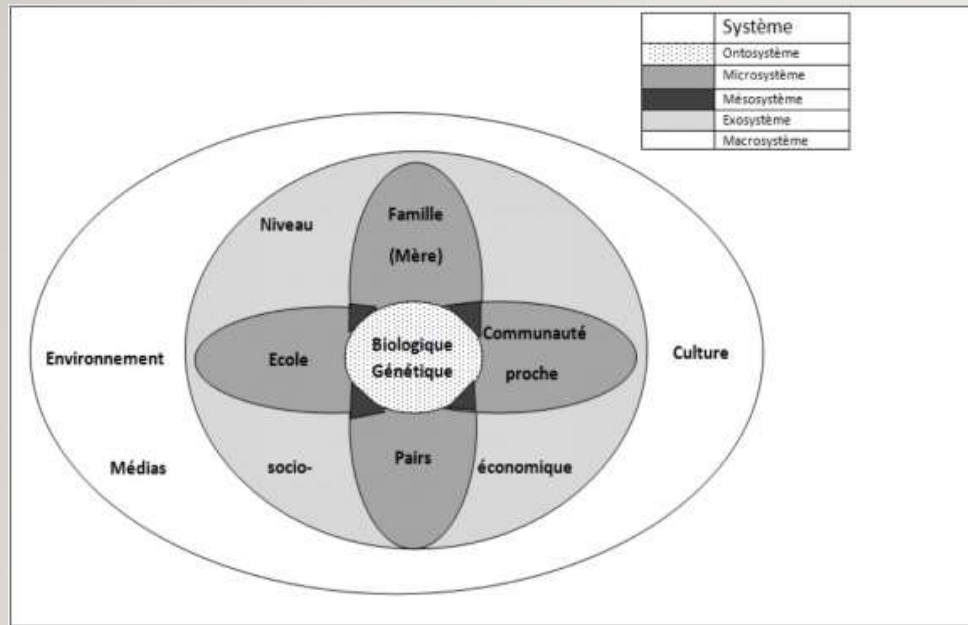 Système
Ontosystème
Microsystème
Mésosystème
Exosystème
Macrosystème
Niveau
Famille
(Mère)
Environnement
Ecole
Biologique
Génétique
Communauté
proche
Culture
Médias
socio-
Pairs
économique